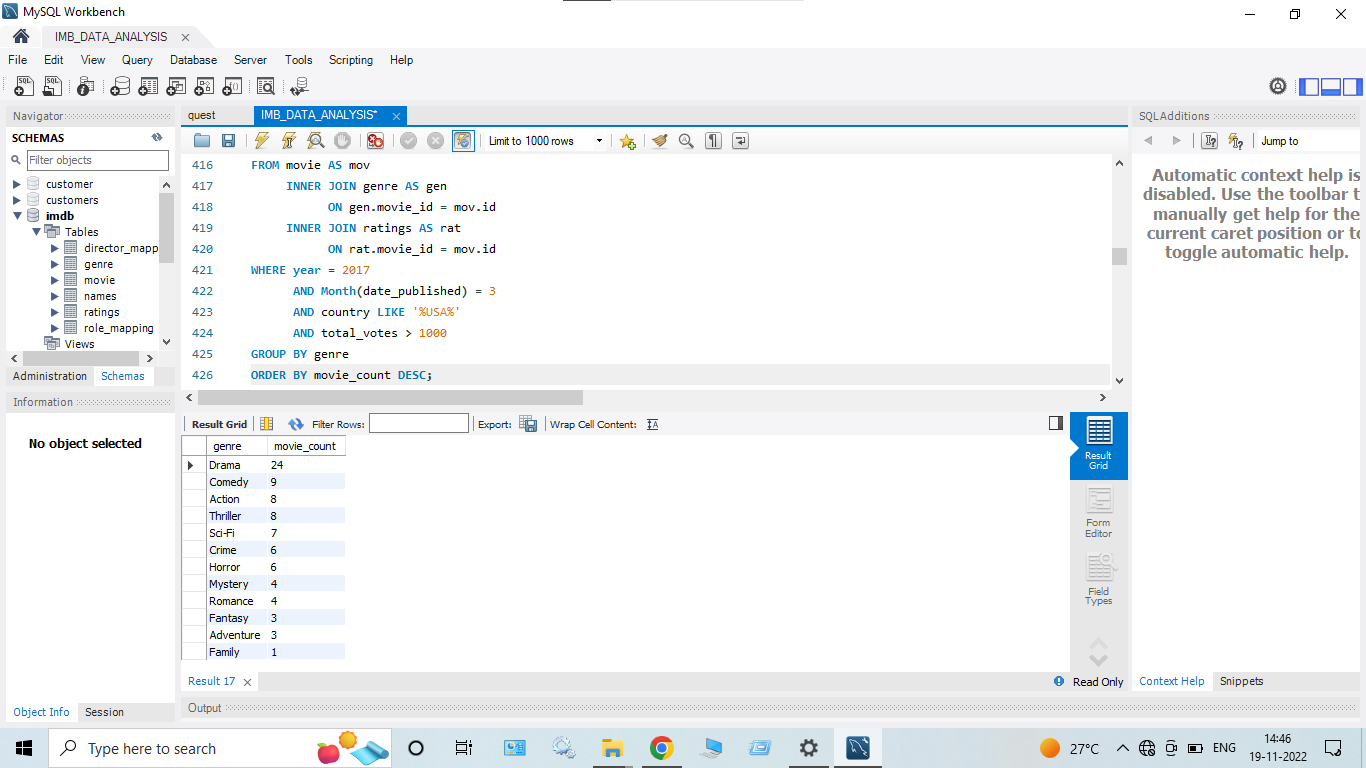 MySQL Workbench
IMB_DATA_ANALYSIS
File Edit View Query Database Server Tools Scripting Help
Navigator
SCHEMAS
Filter objects
customer
customers
imdb
Tables
director_mapp
genre
movie
names
ratings
role_mapping
Views
Administration Schemas
Information
No object selected
Object Info Session
quest IMB_DATA_ANALYSIS*
Limit to 1000 rows
416 FROM movie AS mov
417 INNER JOIN genre AS gen
418 ON gen.movie_id = mov.id
419 INNER JOIN ratings AS rat
420 ON rat.movie_id = mov.id
421 WHERE year = 2017
422 AND Month(date_published) = 3
423 AND country LIKE '%USA%'
424 AND total_votes > 1000
425 GROUP BY genre
426 ORDER BY movie_count DESC;
Result Grid Filter Rows: Export: Wrap Cell Content:
genre movie_count
Drama 24
Comedy 9
Action 8
Thriller 8
Sci-Fi 7
Crime 6
Horror 6
Mystery 4
Romance 4
Fantasy 3
Adventure 3
Family 1
Result Grid
Form Editor
Field Types
Result 17
Read Only
Output
SQLAdditions
Jump to
Automatic context help is
disabled. Use the toolbar t
manually get help for the
current caret position or to
toggle automatic help.
Context Help Snippets
Type here to search
27°C
ENG
14:46
19-11-2022